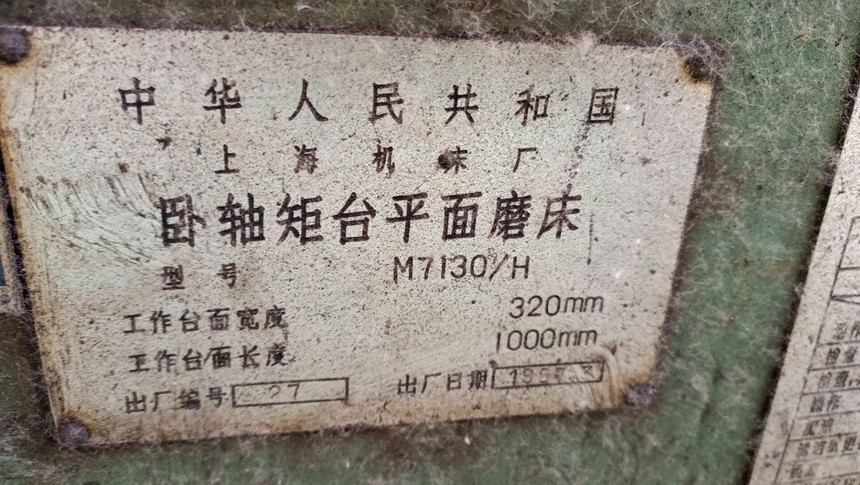 中华人民共和国
上海机床厂
卧轴矩台平面磨床
型号 M7130/H
工作台面宽度 320mm
工作台面长度 1000mm
出厂编号 27 出厂日期